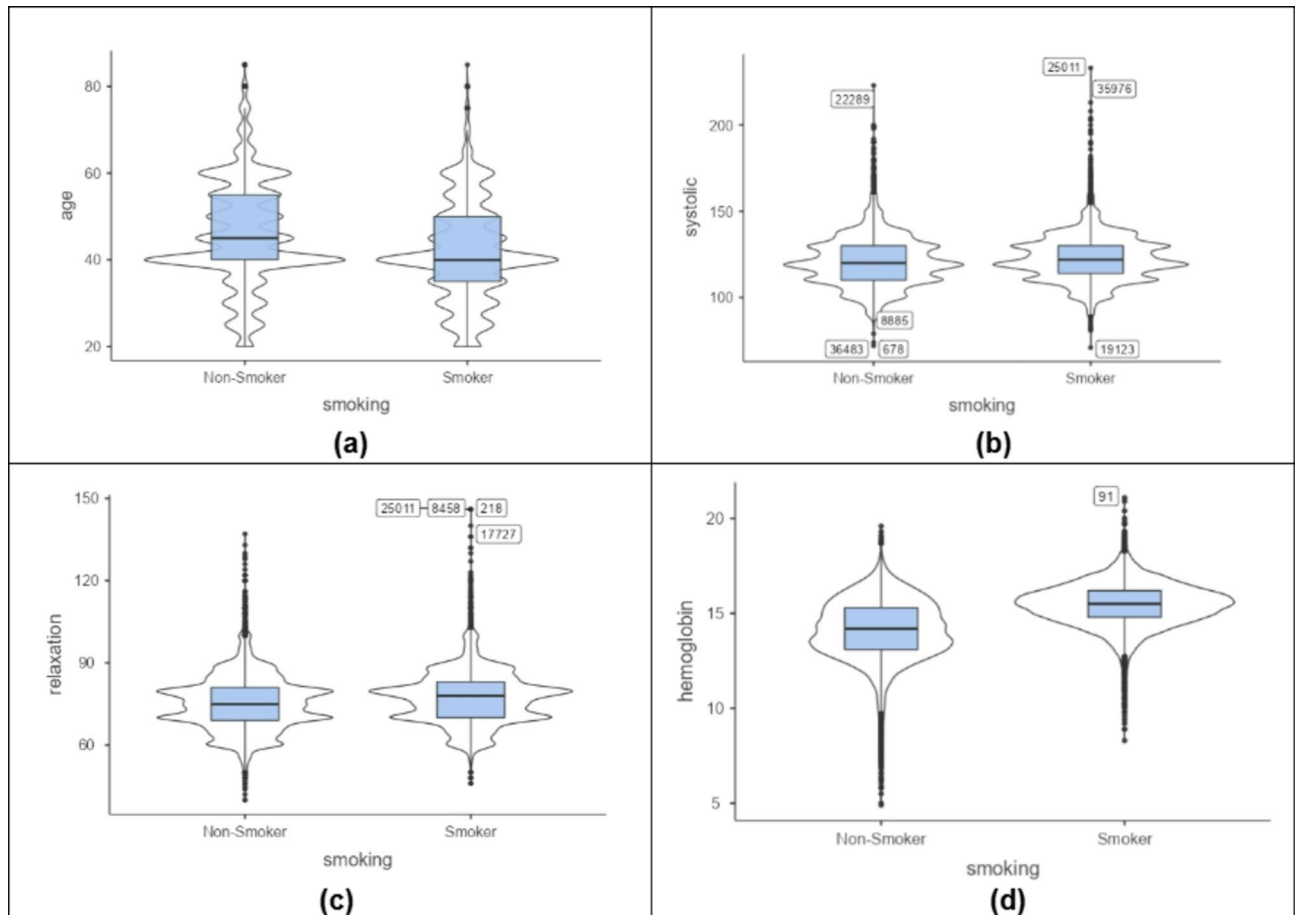 80
60
age
40
20
Non-Smoker Smoker
smoking
(a)
25011
22289 35976
200
systolic
150
100
8885
36483 678 19123
Non-Smoker Smoker
smoking
(b)
150
25011 8458 218
17727
120
relaxation
90
60
Non-Smoker Smoker
smoking
(c)
91
20
15
hemoglobin
10
5
Non-Smoker Smoker
smoking
(d)